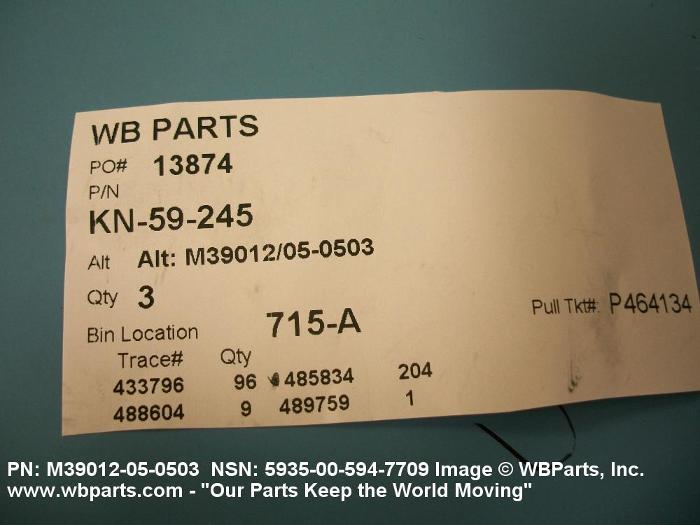 WB PARTS
PO# 13874
P/N
KN-59-245
Alt Alt: M39012/05-0503
Qty 3
Bin Location 715-A Pull Tkt#: P464134
Trace# Qty
433796 96 485834 204
488604 9 489759 1
PN: M39012-05-0503 NSN: 5935-00-594-7709 Image © WBParts, Inc.
www.wbparts.com - "Our Parts Keep the World Moving"